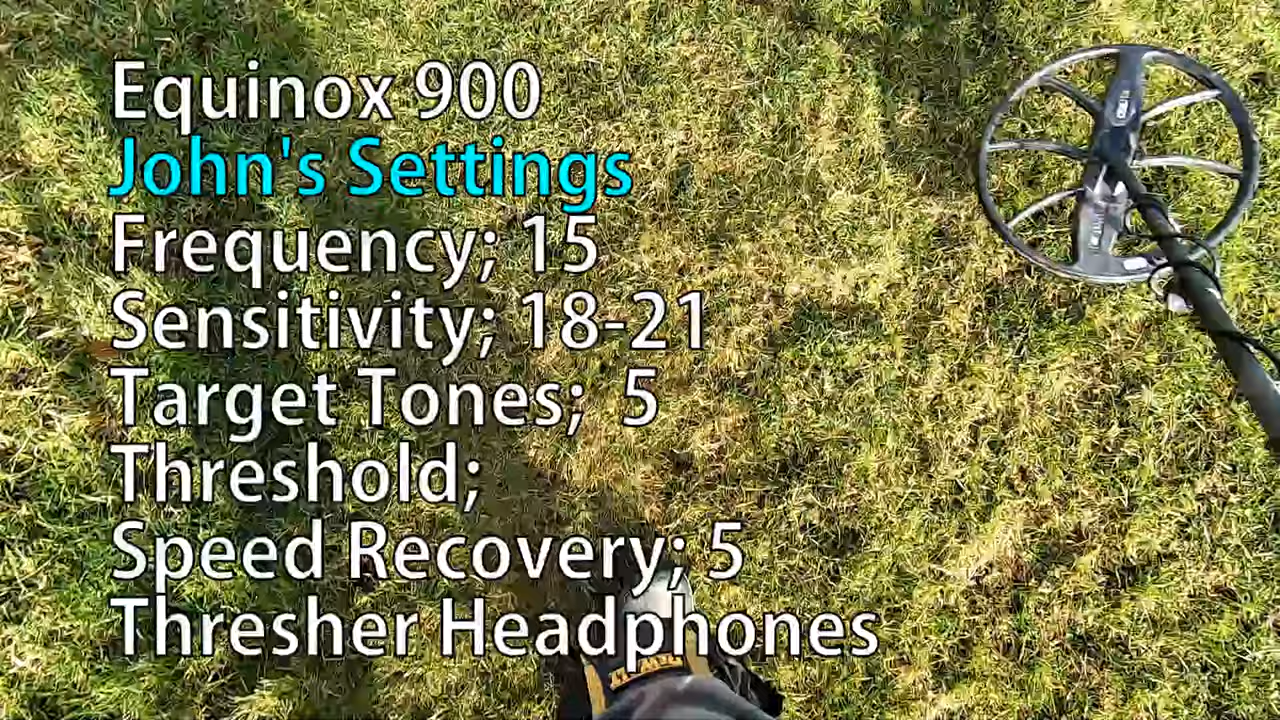 Equinox 900
John's Settings
Frequency; 15
Sensitivity; 18-21
Target Tones;  5
Threshold;
Speed Recovery; 5
Thresher Headphones